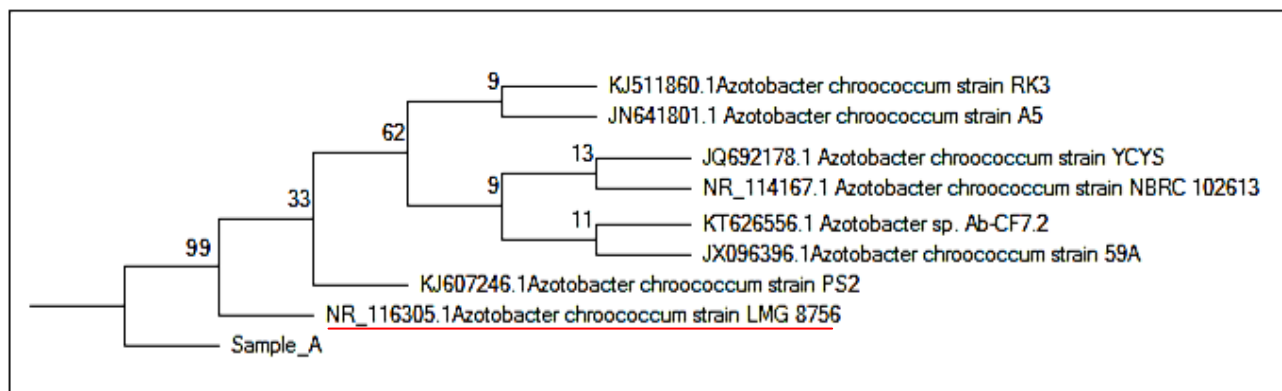 9
KJ511860.1Azotobacter chroococcum strain RK3
JN641801.1 Azotobacter chroococcum strain A5
62
13
JQ692178.1 Azotobacter chroococcum strain YCYS
9
NR_114167.1 Azotobacter chroococcum strain NBRC 102613
33
11
KT626556.1 Azotobacter sp. Ab-CF7.2
99
JX096396.1Azotobacter chroococcum strain 59A
KJ607246.1Azotobacter chroococcum strain PS2
NR_116305.1Azotobacter chroococcum strain LMG 8756
Sample_A